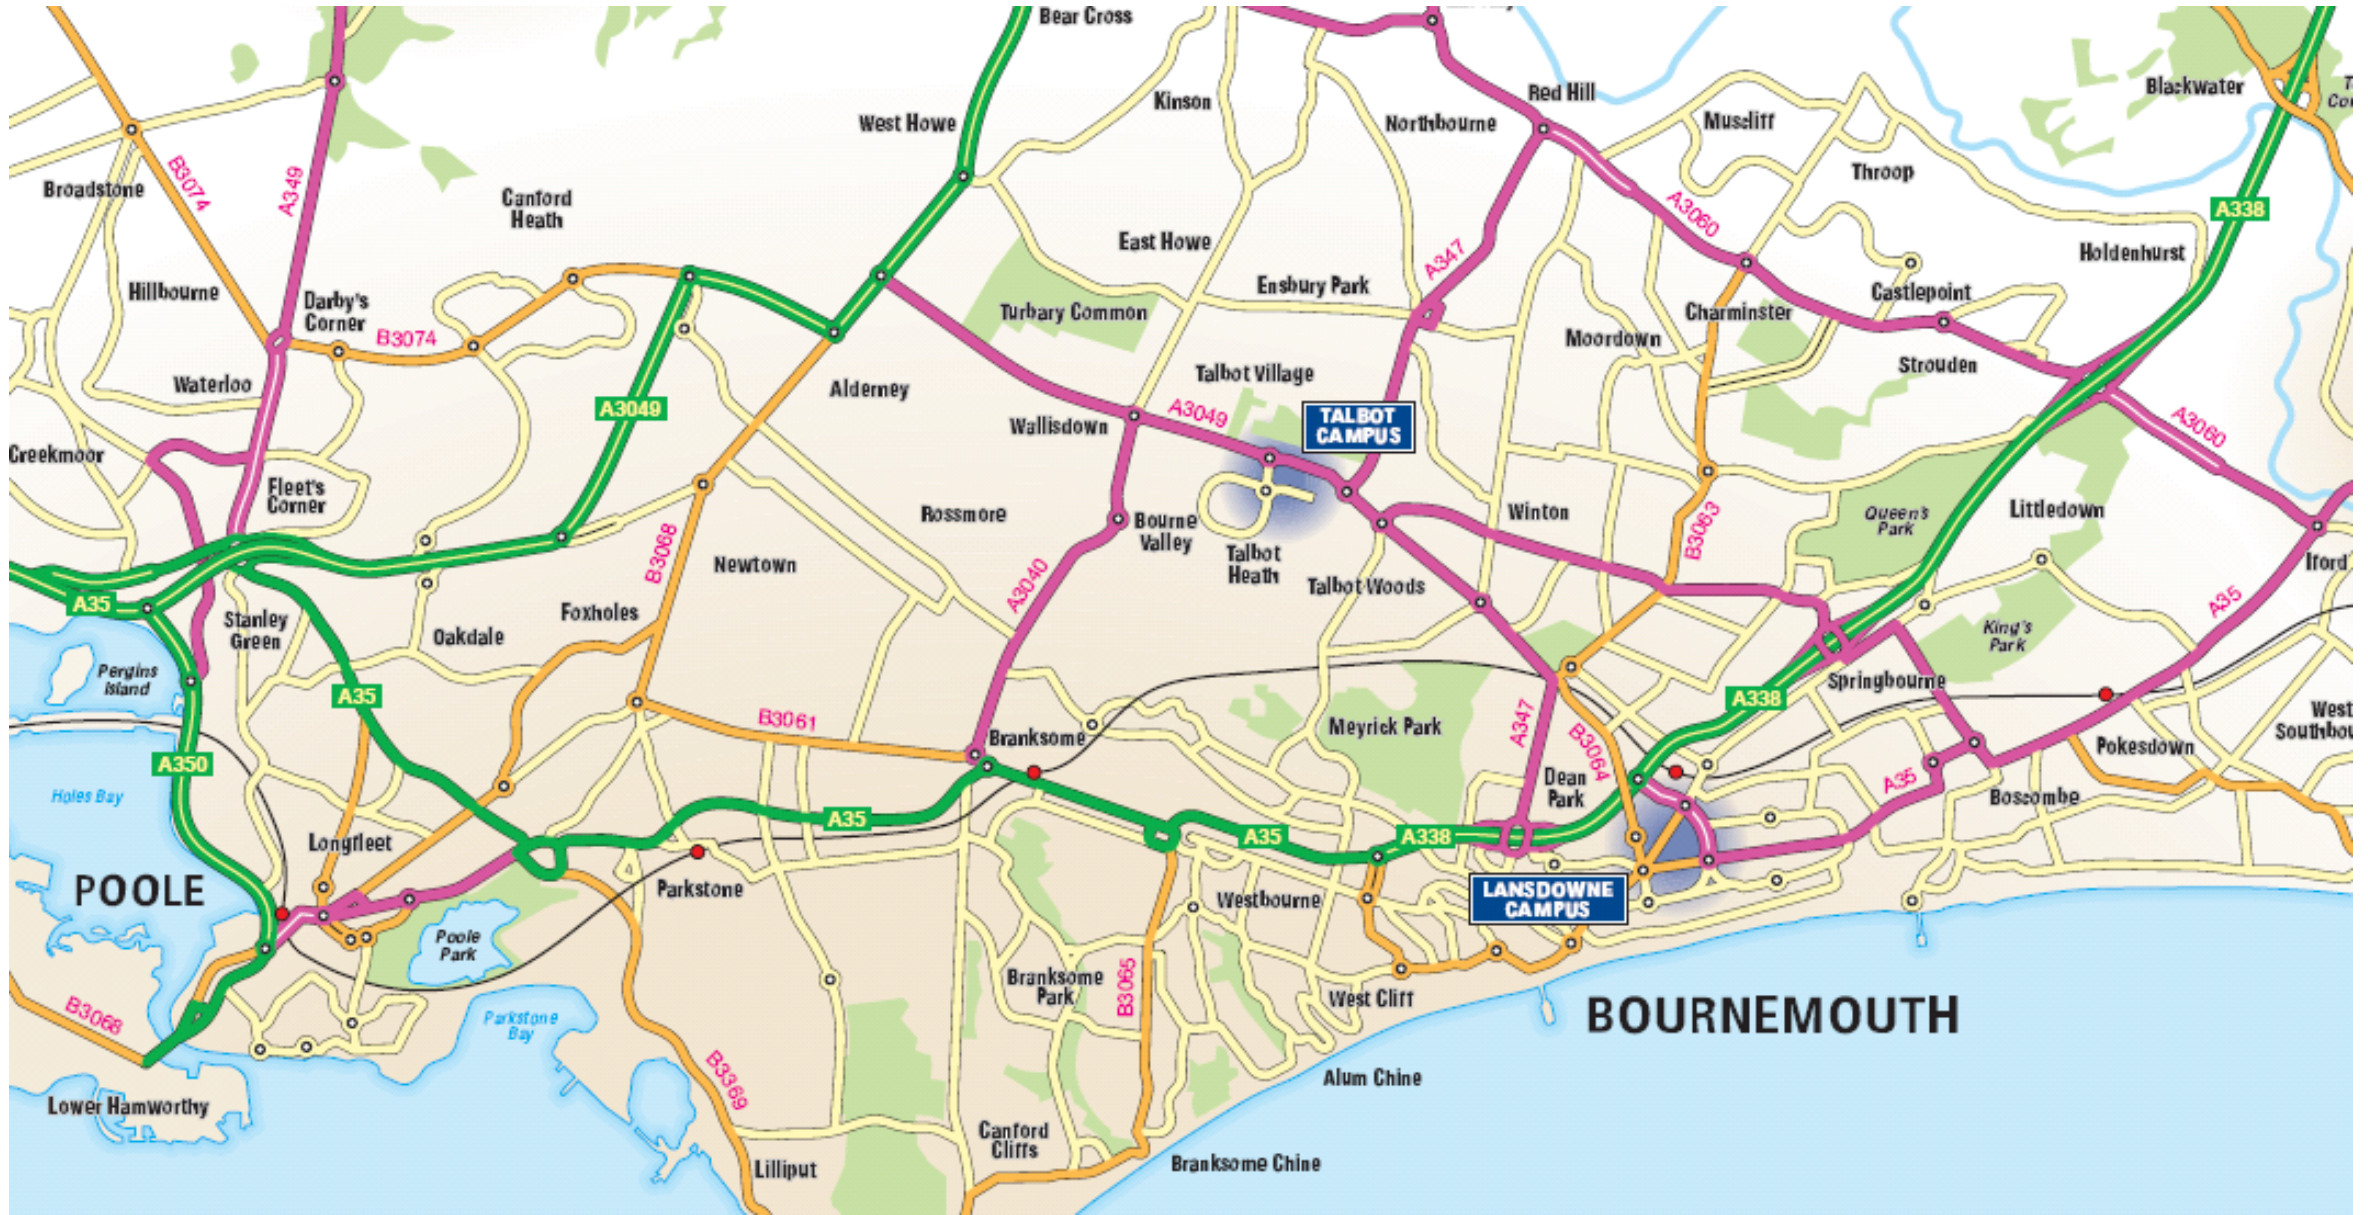 Bear Cross
Red Hill
Blackwater
Kinson
West Howe
Northbourne
Muscliff
Throop
Broadstone
B3074
A349
Canford
Heath
A3060
A338
East Howe
A347
Holdenhurst
Hillbourne
Darby's
Corner
Ensbury Park
Castlepoint
Turbary Common
Charminster
B3074
Moordown
Strouden
Waterloo
Talbot Village
Alderney
A3049
A3049
TALBOT
CAMPUS
Wallisdown
A3060
Creekmoor
Fleet's
Corner
Rossmore
Bourne
Valley
Winton
Queen's
Park
Littledown
B3068
B3063
Newtown
Talbot
Heath
Iford
A3040
Talbot Woods
A35
A35
Foxholes
Stanley
Green
Oakdale
King's
Park
Pergins
Island
Springbourne
A35
A338
B3061
Meyrick Park
A347
West
Branksome
B3064
Pokesdown
A350
Dean
Park
A35
Holes Bay
Boscombe
A35
A35
A338
Longfleet
POOLE
Parkstone
Westbourne
LANSDOWNE
CAMPUS
Poole
Park
Branksome
Park
B3065
West Cliff
B3068
Parkstone
Bay
BOURNEMOUTH
B3369
Alum Chine
Lower Hamworthy
Canford
Cliffs
Lilliput
Branksome Chine